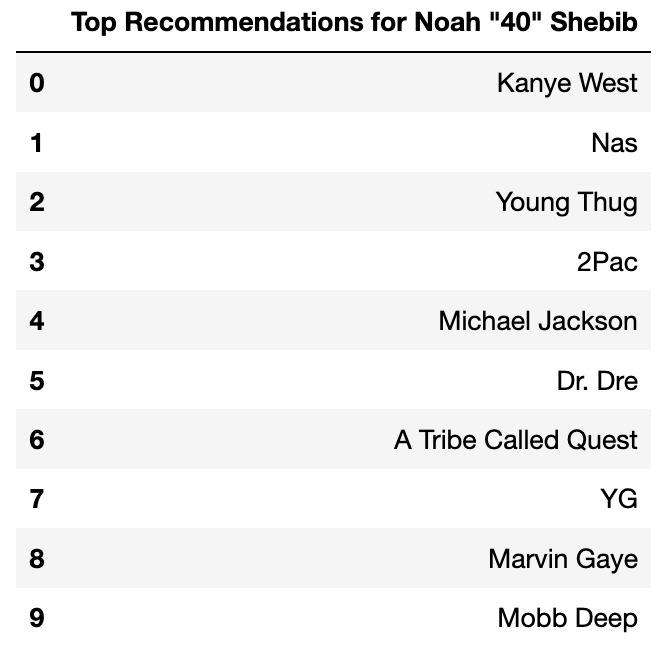 Top Recommendations for Noah "40" Shebib
0 Kanye West
1 Nas
2 Young Thug
3 2Pac
4 Michael Jackson
5 Dr. Dre
6 A Tribe Called Quest
7 YG
8 Marvin Gaye
9 Mobb Deep